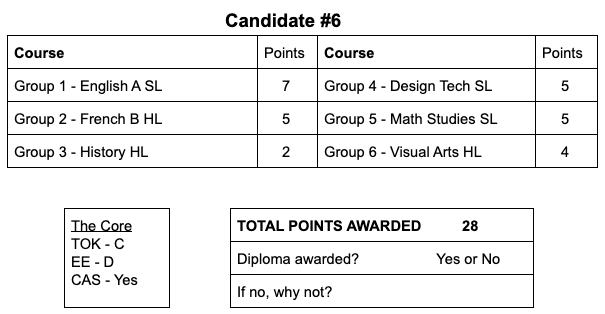 Candidate #6
Course Points Course Points
Group 1 - English A SL 7 Group 4 - Design Tech SL 5
Group 2 - French B HL 5 Group 5 - Math Studies SL 5
Group 3 - History HL 2 Group 6 - Visual Arts HL 4
The Core
TOK - C
EE - D
CAS - Yes
TOTAL POINTS AWARDED 28
Diploma awarded? Yes or No
If no, why not?